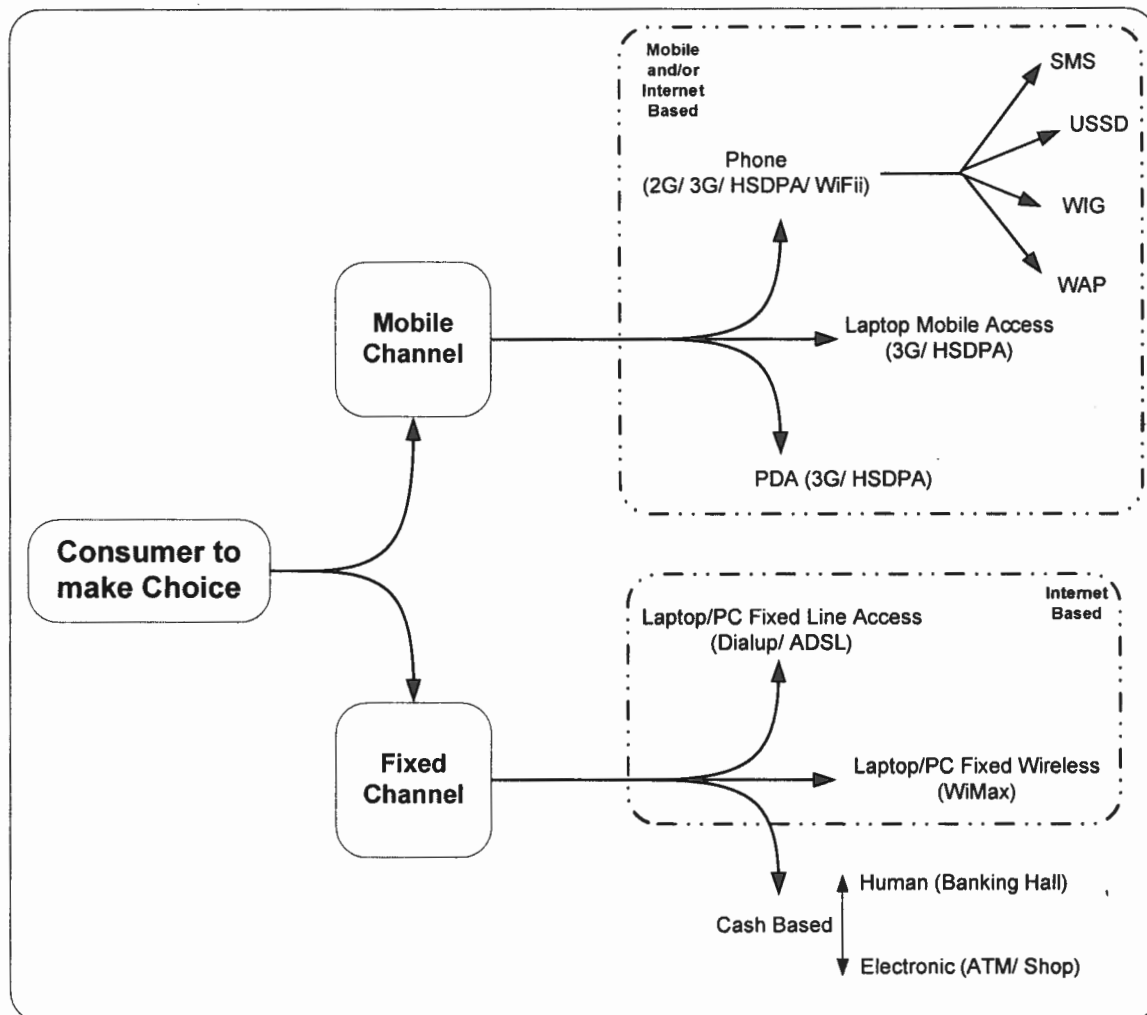 Mobile
and/or
Internet
Based
SMS
USSD
Phone
(2G/ 3G/ HSDPA/ WiFii)
WIG
WAP
Mobile
Channel
Laptop Mobile Access
(3G/ HSDPA)
PDA (3G/ HSDPA)
Consumer to
make Choice
Internet
Based
Laptop/PC Fixed Line Access
(Dialup/ ADSL)
Fixed
Channel
Laptop/PC Fixed Wireless
(WiMax)
Human (Banking Hall)
Cash Based
Electronic (ATM/ Shop)